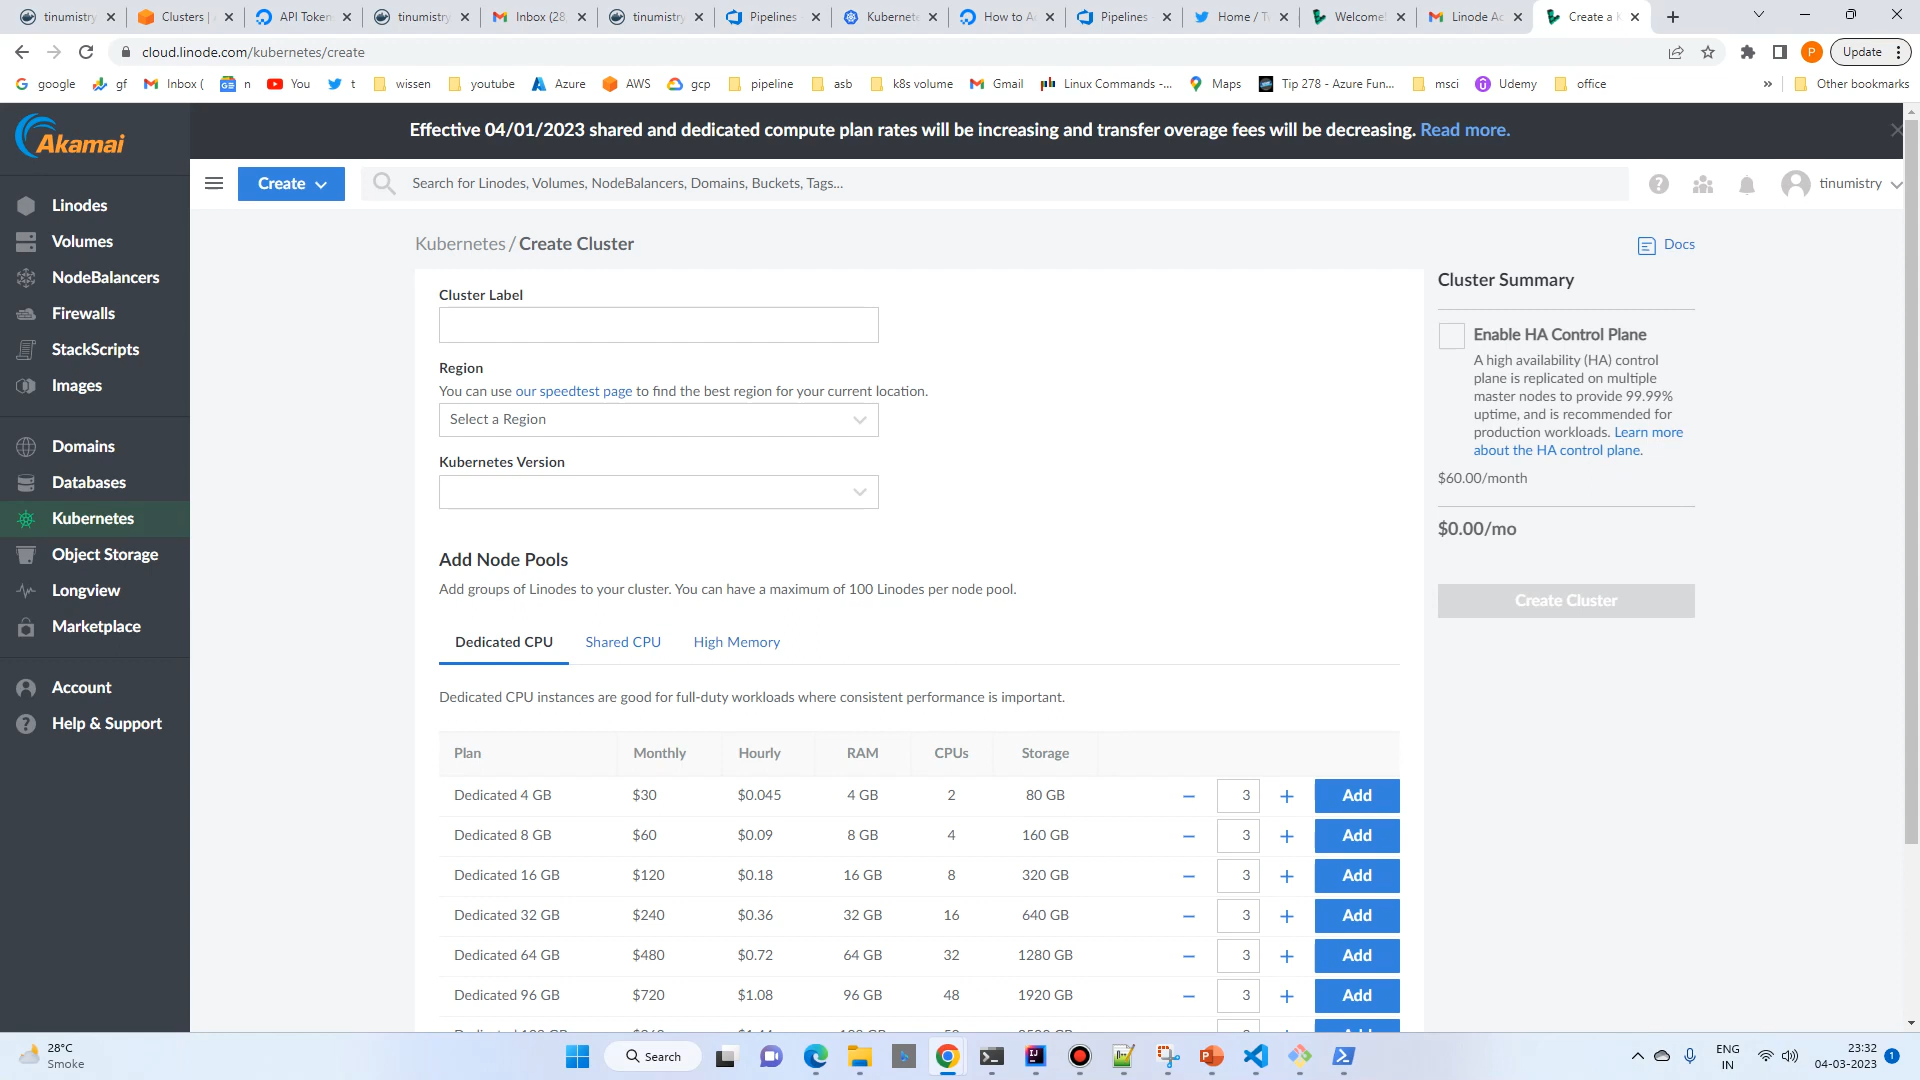 tinumistry
Clusters |
API Token
tinumistry
Inbox (28
tinumistry
Pipelines
Kubernete
How to A
Pipelines
Home / T
Welcome!
Linode Ac
Create a K
cloud.linode.com/kubernetes/create
P
Update
google
gf
Inbox (
n
You
t
wissen
youtube
Azure
AWS
gcp
pipeline
asb
k8s volume
Gmail
Linux Commands -...
Maps
Tip 278 - Azure Fun...
msci
Udemy
office
»
Other bookmarks
Akamai
Effective 04/01/2023 shared and dedicated compute plan rates will be increasing and transfer overage fees will be decreasing. Read more.
Create
Search for Linodes, Volumes, NodeBalancers, Domains, Buckets, Tags...
tinumistry
Linodes
Volumes
NodeBalancers
Firewalls
StackScripts
Images
Domains
Databases
Kubernetes
Object Storage
Longview
Marketplace
Account
Help & Support
Kubernetes / Create Cluster
Docs
Cluster Label
Region
You can use our speedtest page to find the best region for your current location.
Select a Region
Kubernetes Version
Add Node Pools
Add groups of Linodes to your cluster. You can have a maximum of 100 Linodes per node pool.
Dedicated CPU Shared CPU High Memory
Dedicated CPU instances are good for full-duty workloads where consistent performance is important.
Plan Monthly Hourly RAM CPUs Storage
Dedicated 4 GB $30 $0.045 4 GB 2 80 GB − 3 + Add
Dedicated 8 GB $60 $0.09 8 GB 4 160 GB − 3 + Add
Dedicated 16 GB $120 $0.18 16 GB 8 320 GB − 3 + Add
Dedicated 32 GB $240 $0.36 32 GB 16 640 GB − 3 + Add
Dedicated 64 GB $480 $0.72 64 GB 32 1280 GB − 3 + Add
Dedicated 96 GB $720 $1.08 96 GB 48 1920 GB − 3 + Add
Cluster Summary
Enable HA Control Plane
A high availability (HA) control
plane is replicated on multiple
master nodes to provide 99.99%
uptime, and is recommended for
production workloads. Learn more
about the HA control plane.
$60.00/month
$0.00/mo
Create Cluster
28°C
Smoke
Search
ENG
IN
23:32
04-03-2023
1